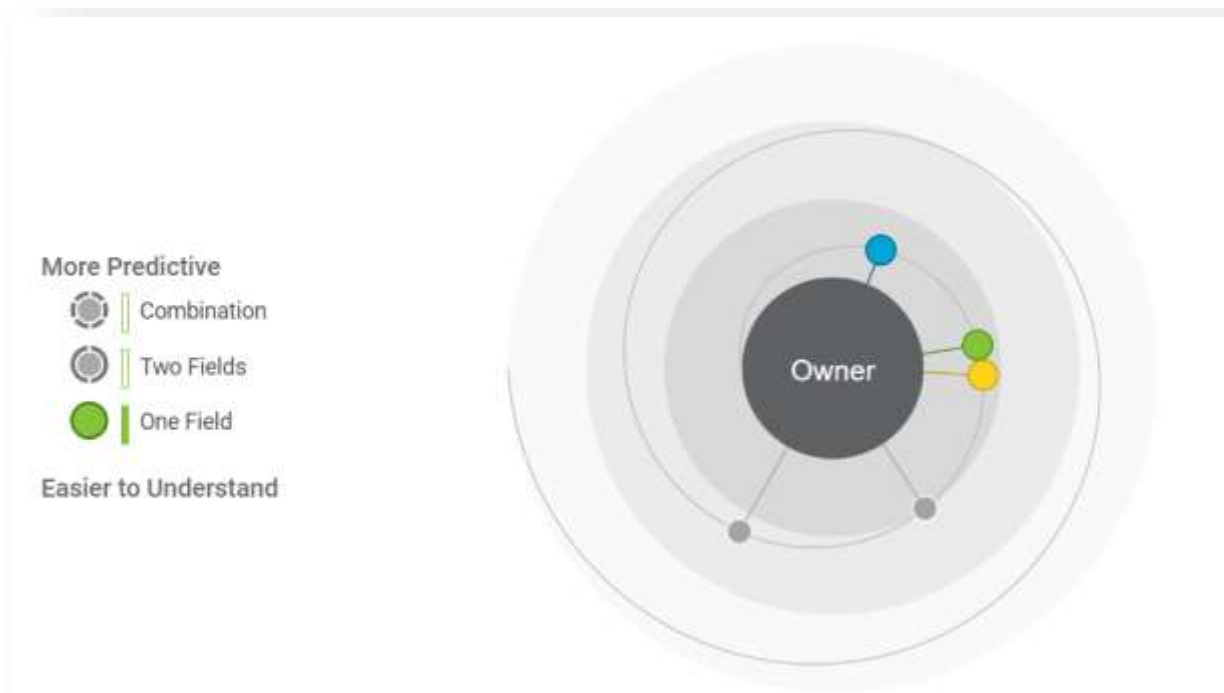 More Predictive
Combination
Two Fields
One Field
Easier to Understand
Owner